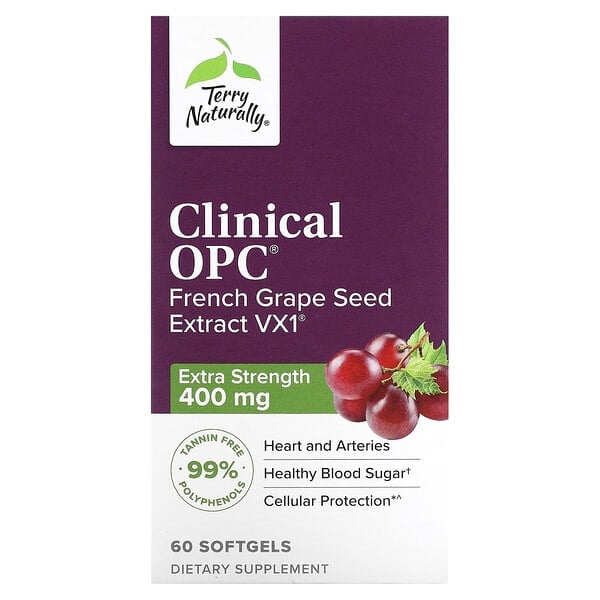 Terry
Naturally®
Clinical
OPC®
French Grape Seed
Extract VX1®
Extra Strength
400 mg
TANNIN FREE
99%
POLYPHENOLS
Heart and Arteries
Healthy Blood Sugar†
Cellular Protection*^
60 SOFTGELS
DIETARY SUPPLEMENT